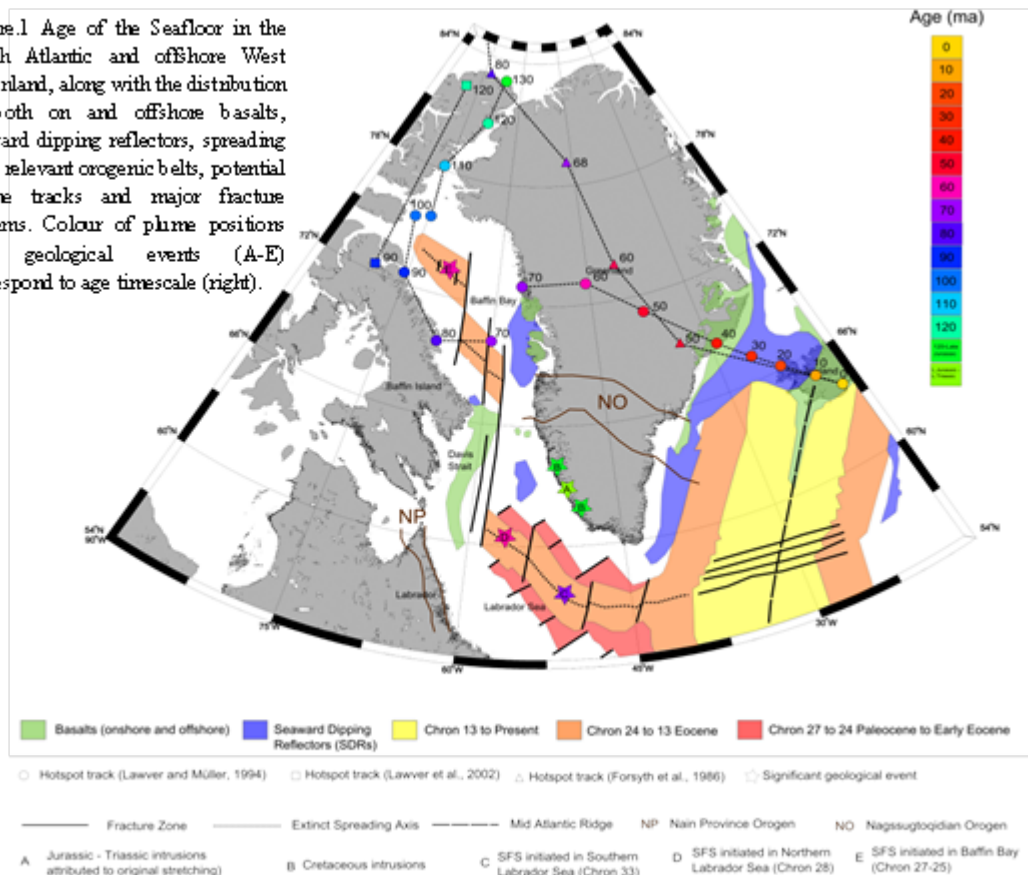 re.1 Age of the Seafloor in the
h Atlantic and offshore West
nland, along with the distribution
oth on and offshore basalts,
ard dipping reflectors, spreading
relevant orogenic belts, potential
e tracks and major fracture
ms. Colour of plume positions
geological events (A-E)
espond to age timescale (right).
Age (ma)
0
10
20
30
40
50
60
70
80
90
100
110
120
84°N
84°N
78°N
78°N
72°N
72°N
66°N
66°N
60°N
60°N
54°N
90°W
54°N
75°W
60°W
45°W
30°W
80
130
120
120
110
68
100
90
90
60
70
60
50
50
40
30
20
10
0
80
70
Greenland
Baffin Bay
Baffin Island
Davis
Strait
NO
NP
Labrador
Labrador Sea
B
A
B
D
C
E
Basalts (onshore and offshore)
Seaward Dipping
Reflectors (SDRs)
Chron 13 to Present
Chron 24 to 13 Eocene
Chron 27 to 24 Paleocene to Early Eocene
Hotspot track (Lawver and Müller, 1994)
Hotspot track (Lawver et al., 2002)
Hotspot track (Forsyth et al., 1986)
Significant geological event
Fracture Zone
Extinct Spreading Axis
Mid Atlantic Ridge
NP Nain Province Orogen
NO Nagssugtoqidian Orogen
A Jurassic - Triassic intrusions
attributed to original stretching)
B Cretaceous intrusions
C SFS initiated in Southern
Labrador Sea (Chron 33)
D SFS initiated in Northern
Labrador Sea (Chron 28)
E SFS initiated in Baffin Bay
(Chron 27-25)